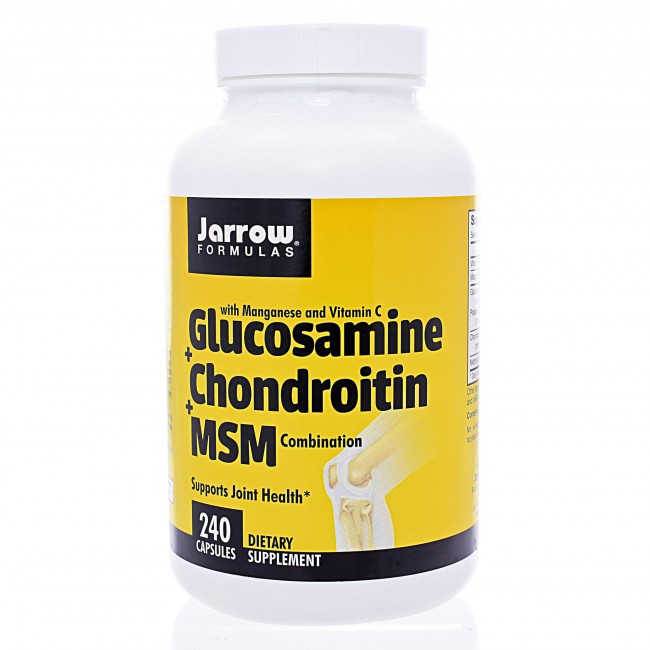 Jarrow
FORMULAS®
with Manganese and Vitamin C
Glucosamine
+
Chondroitin
+
MSM Combination
Supports Joint Health*
240
CAPSULES
DIETARY
SUPPLEMENT